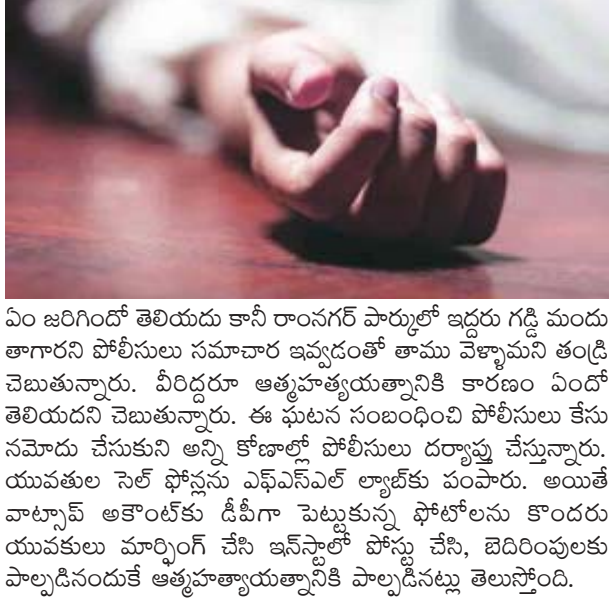 ఏం జరిగిందో తెలియదు కానీ రాంనగర్ పార్కులో ఇద్దరు గడ్డి మందు
తాగారని పోలీసులు సమాచార ఇవ్వడంతో తాము వెళ్ళామని తండ్రి
చెబుతున్నారు. వీరిద్దరూ ఆత్మహత్యయత్నానికి కారణం ఏందో
తెలియదని చెబుతున్నారు. ఈ ఘటన సంబంధించి పోలీసులు కేసు
నమోదు చేసుకుని అన్ని కోణాల్లో పోలీసులు దర్యాప్తు చేస్తున్నారు.
యువతుల సెల్ ఫోన్లను ఎఫ్ఎస్ఎల్ ల్యాబ్‌కు పంపారు. అయితే
వాట్సాప్ అకౌంట్‌కు డీపీగా పెట్టుకున్న ఫోటోలను కొందరు
యువకులు మార్ఫింగ్ చేసి ఇన్‌స్టాలో పోస్టు చేసి, బెదిరింపులకు
పాల్పడినందుకే ఆత్మహత్యాయత్నానికి పాల్పడినట్లు తెలుస్తోంది.